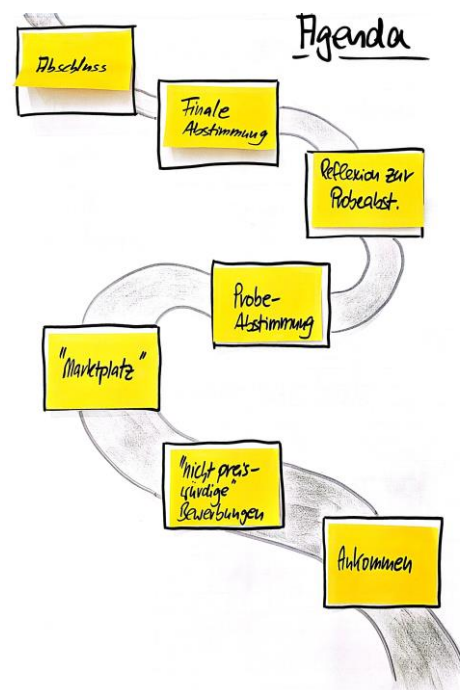 Agenda
Abschluss
Finale
Abstimmung
Reflexion zur
Probeabst.
Probe-
Abstimmung
"Marktplatz"
"nicht preis-
würdige"
Bewerbungen
Ankommen